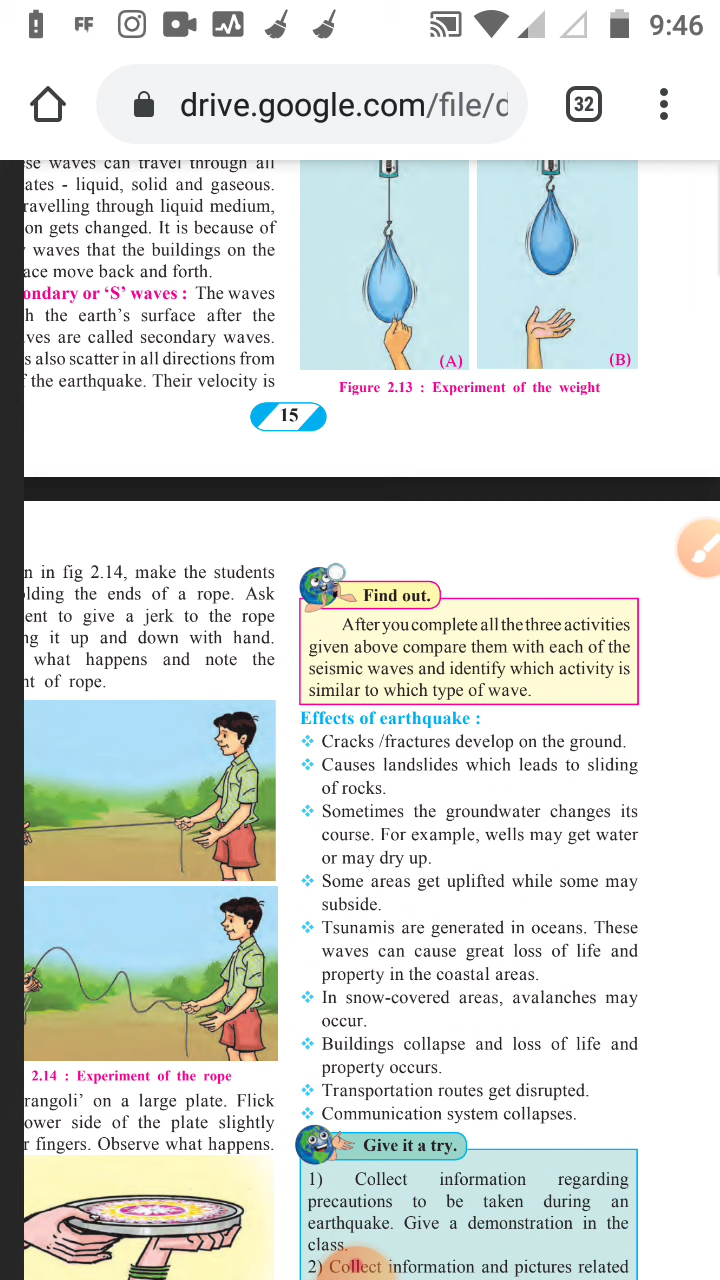 FF
9:46
drive.google.com/file/d
32
se waves can travel through all
ates - liquid, solid and gaseous.
ravelling through liquid medium,
on gets changed. It is because of
waves that the buildings on the
ace move back and forth.
ondary or ‘S’ waves : The waves
h the earth’s surface after the
ves are called secondary waves.
s also scatter in all directions from
the earthquake. Their velocity is
(A)
(B)
Figure 2.13 : Experiment of the weight
15
n in fig 2.14, make the students
lding the ends of a rope. Ask
ent to give a jerk to the rope
ng it up and down with hand.
what happens and note the
nt of rope.
2.14 : Experiment of the rope
rangoli’ on a large plate. Flick
ower side of the plate slightly
r fingers. Observe what happens.
Find out.
After you complete all the three activities
given above compare them with each of the
seismic waves and identify which activity is
similar to which type of wave.
Effects of earthquake :
❖ Cracks /fractures develop on the ground.
❖ Causes landslides which leads to sliding
of rocks.
❖ Sometimes the groundwater changes its
course. For example, wells may get water
or may dry up.
❖ Some areas get uplifted while some may
subside.
❖ Tsunamis are generated in oceans. These
waves can cause great loss of life and
property in the coastal areas.
❖ In snow-covered areas, avalanches may
occur.
❖ Buildings collapse and loss of life and
property occurs.
❖ Transportation routes get disrupted.
❖ Communication system collapses.
Give it a try.
1) Collect information regarding
precautions to be taken during an
earthquake. Give a demonstration in the
class.
2) Collect information and pictures related